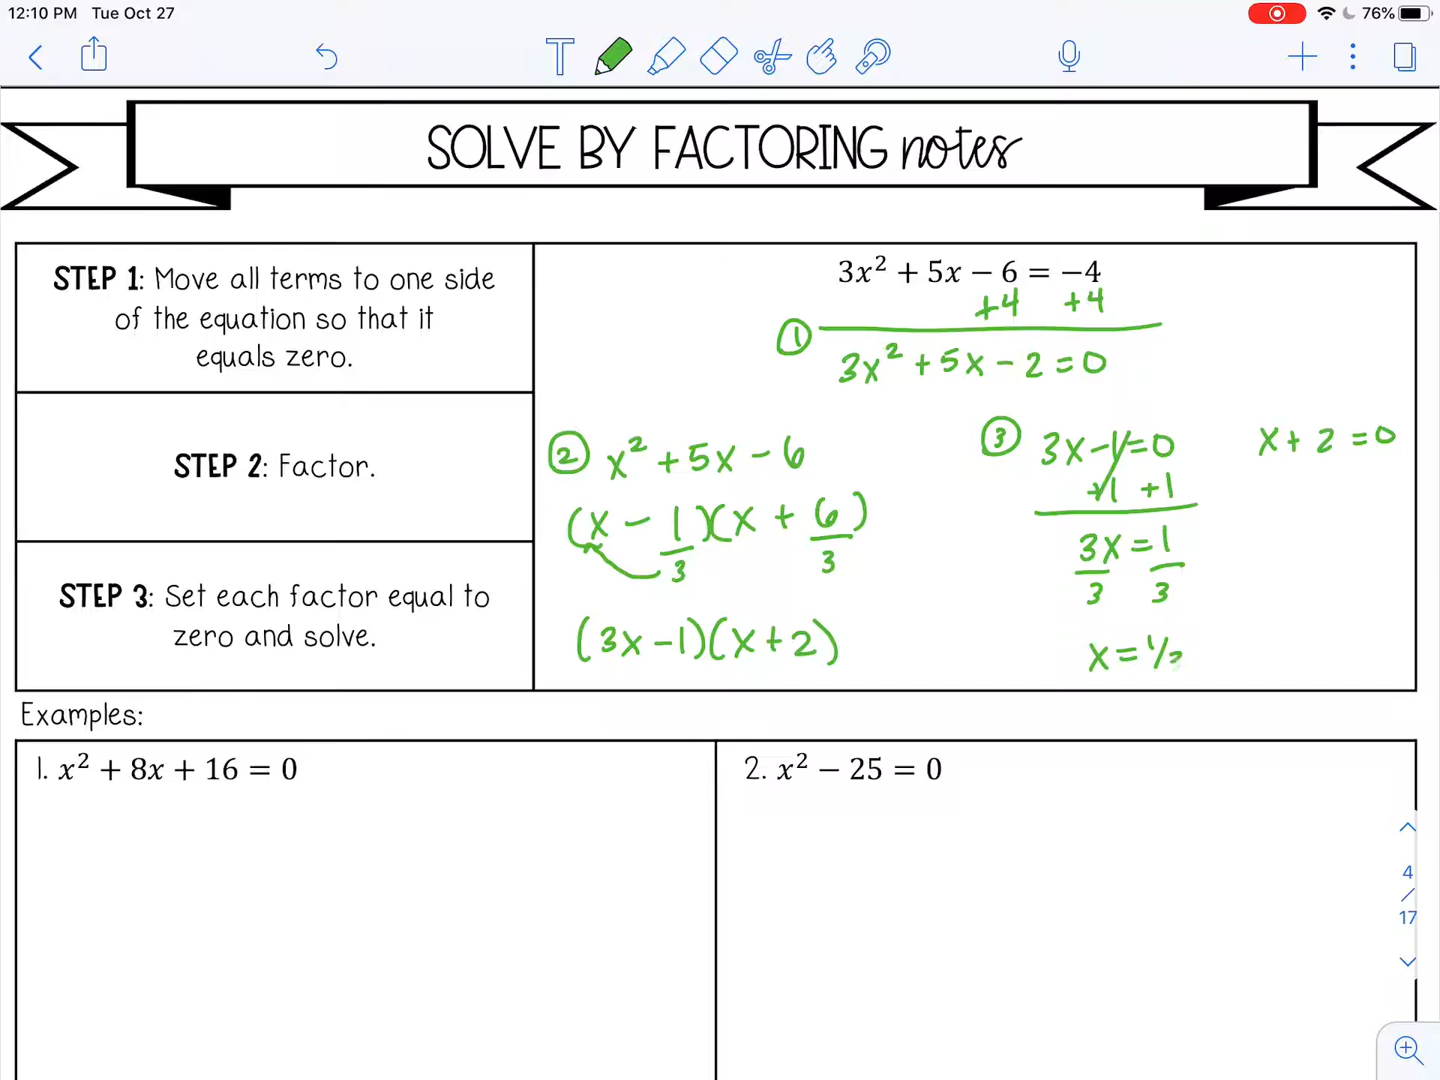 12:10 PM Tue Oct 27
76%
SOLVE BY FACTORING notes
STEP 1: Move all terms to one side
of the equation so that it
equals zero.
STEP 2: Factor.
STEP 3: Set each factor equal to
zero and solve.
3x² + 5x − 6 = −4
+4 +4
①
3x² + 5x − 2 = 0
② x² + 5x − 6
(x − 1/3)(x + 6/3)
(3x − 1)(x + 2)
③ 3x − 1 = 0
+1 +1
3x = 1
3 3
x = 1/3
x + 2 = 0
Examples:
1. x² + 8x + 16 = 0
2. x² − 25 = 0
4
/
17